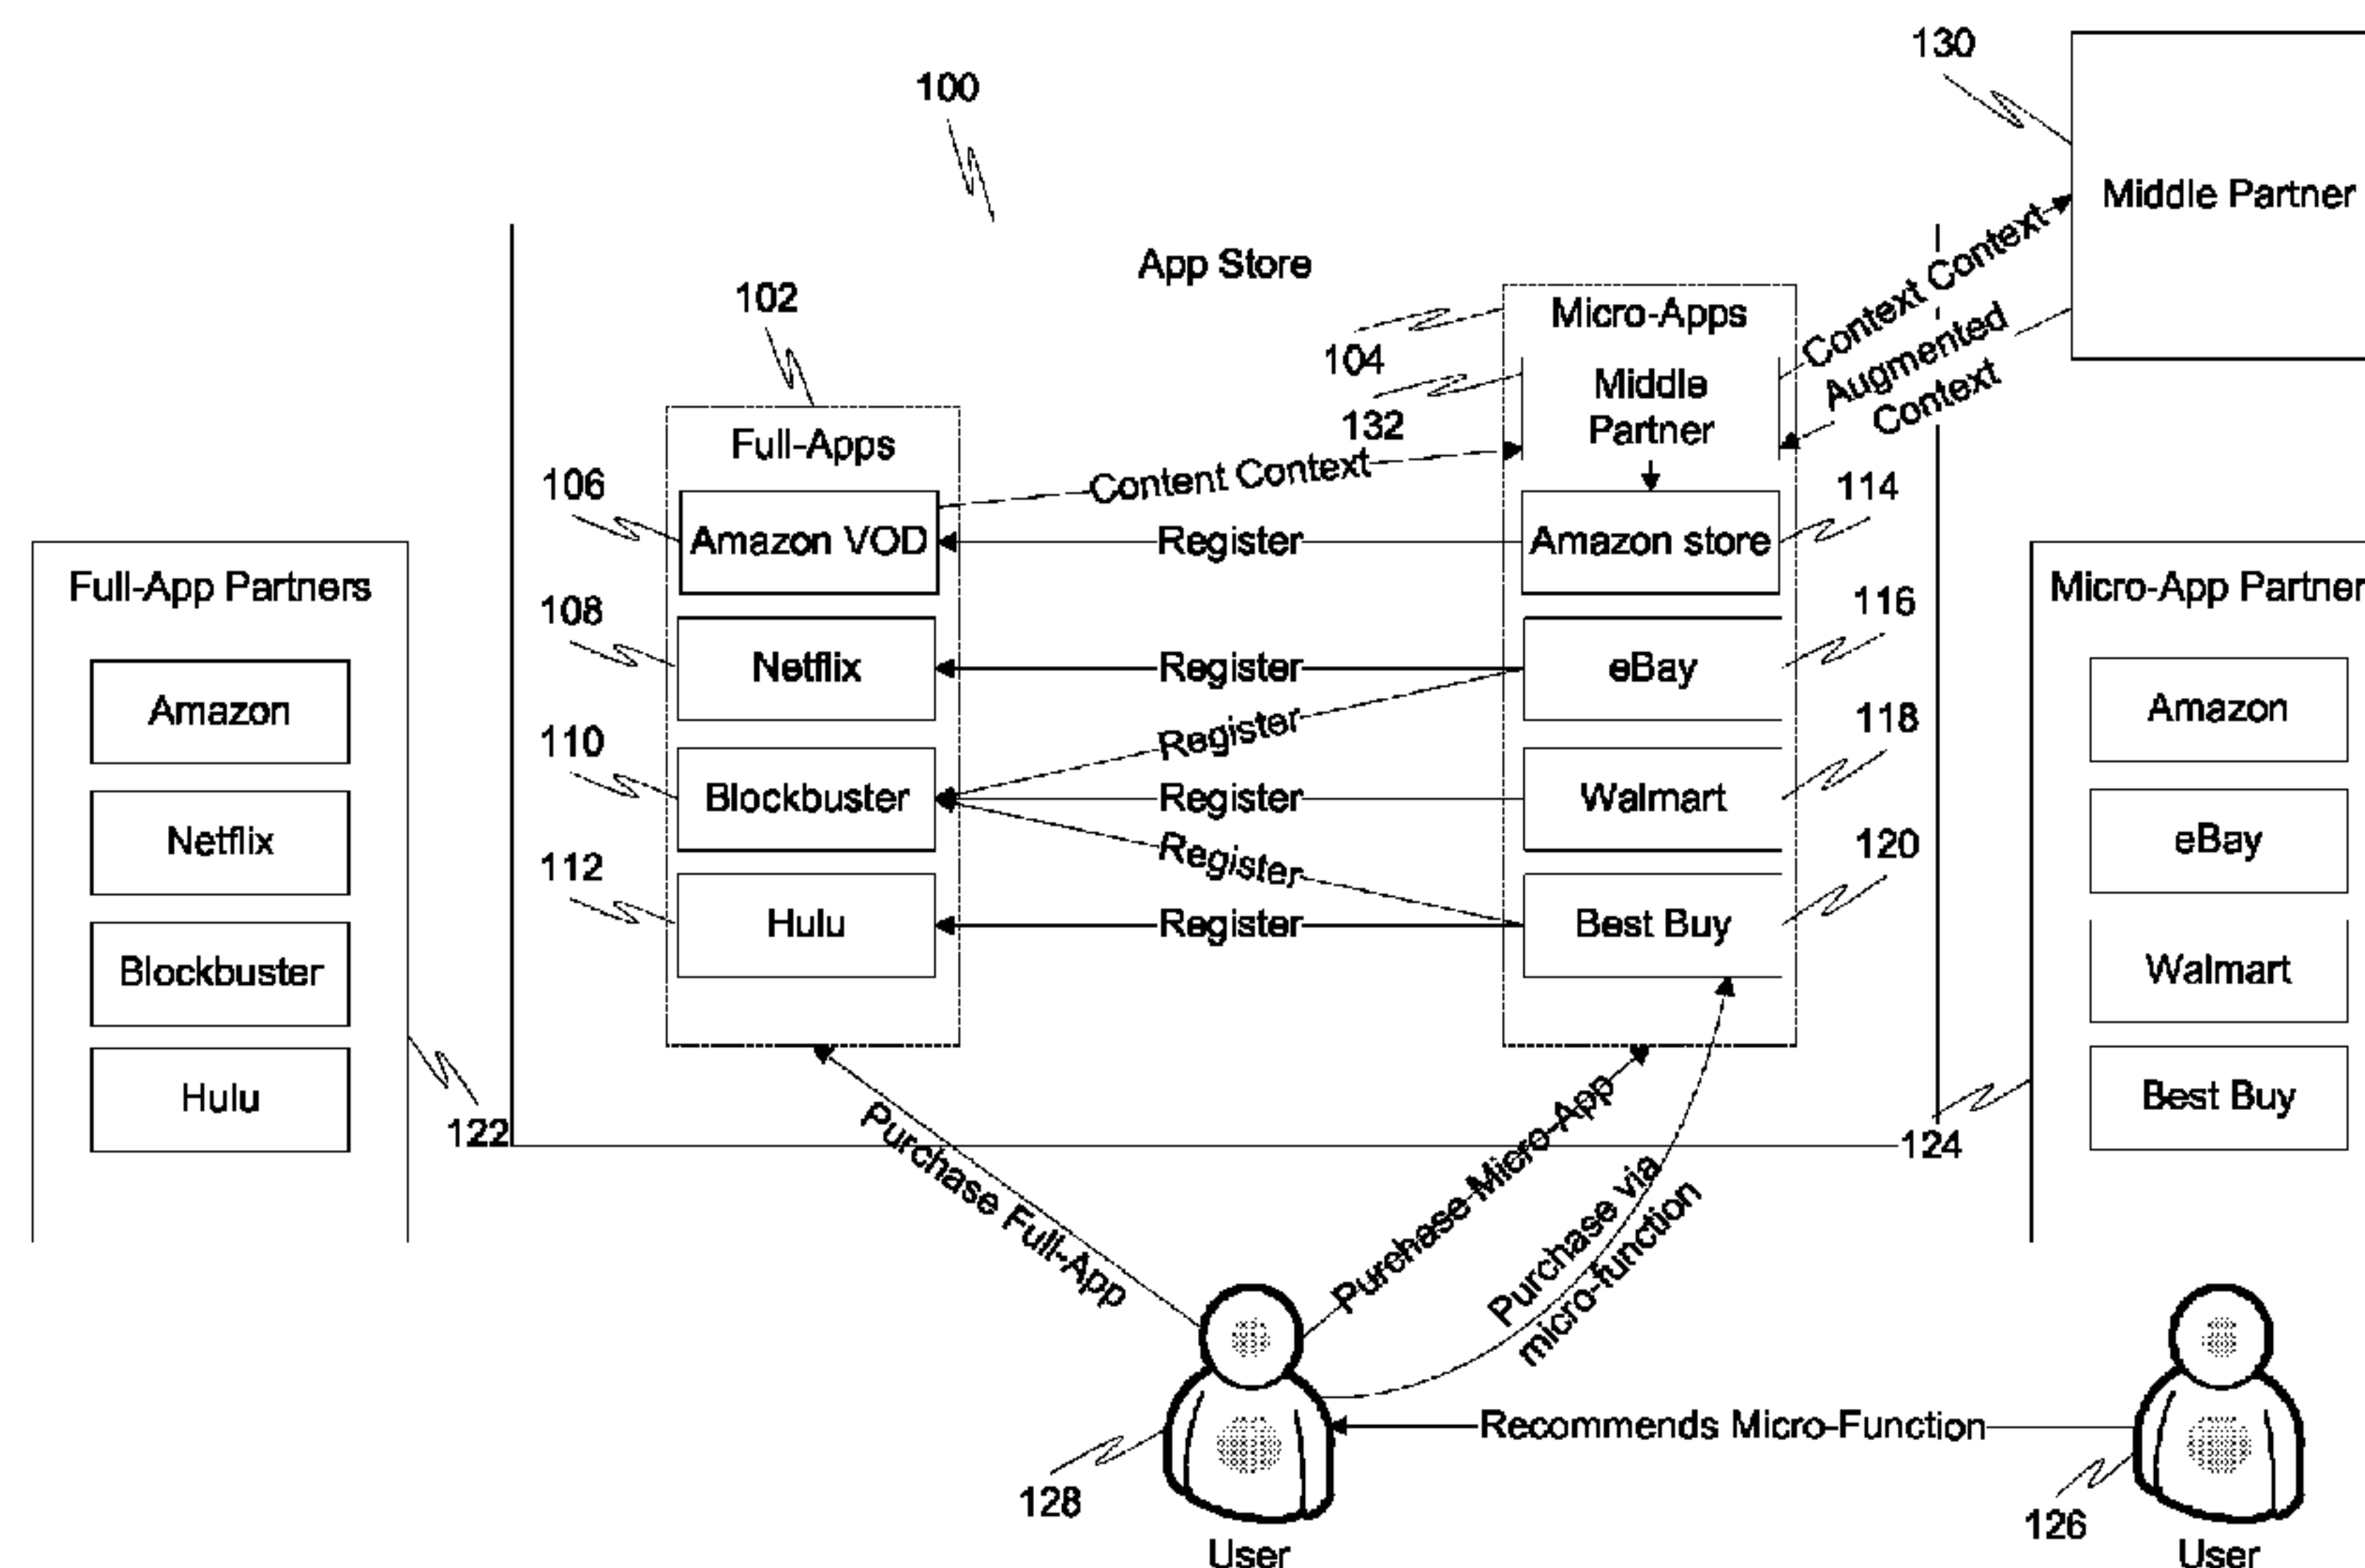 130
100
Middle Partner
App Store
102
Micro-Apps
Context Context
104
Augmented
Context
Middle
Partner
132
Full-Apps
106
Content Context
114
Amazon VOD
Register
Amazon store
Full-App Partners
Micro-App Partner
108
116
Netflix
Register
eBay
Amazon
Amazon
110
Register
118
Blockbuster
Register
Walmart
Netflix
eBay
112
Register
120
Hulu
Register
Best Buy
Blockbuster
Walmart
Hulu
Best Buy
122
124
Purchase Full-App
Purchase Micro-App
Purchase via
micro-function
Recommends Micro-Function
128
126
User
User